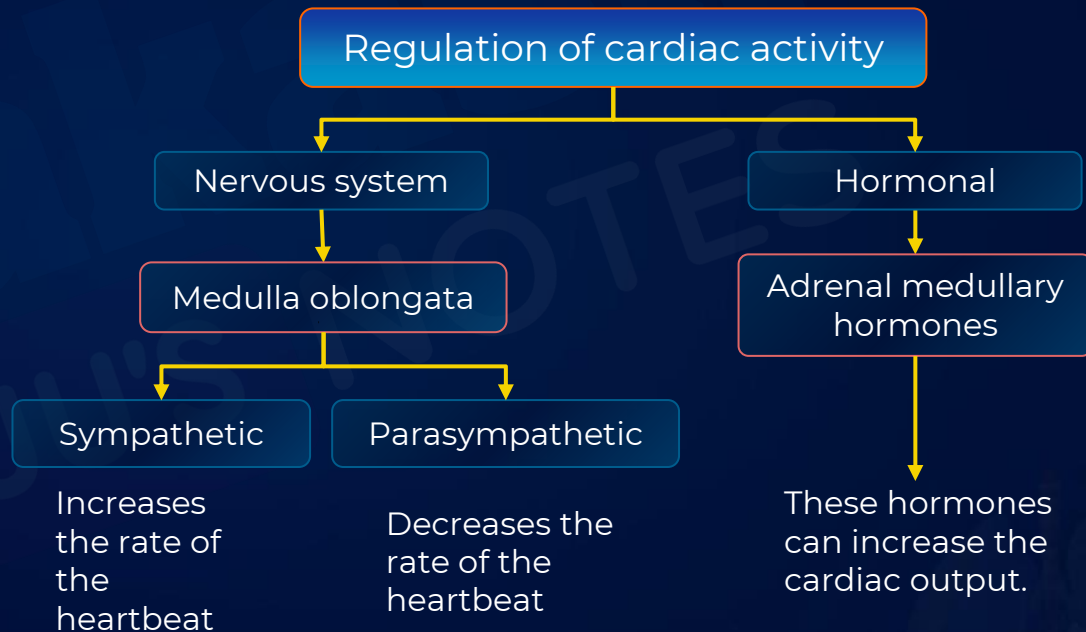 Regulation of cardiac activity
Nervous system
Hormonal
Medulla oblongata
Adrenal medullary
hormones
Sympathetic
Parasympathetic
Increases
the rate of
the
heartbeat
Decreases the
rate of the
heartbeat
These hormones
can increase the
cardiac output.
NOTES